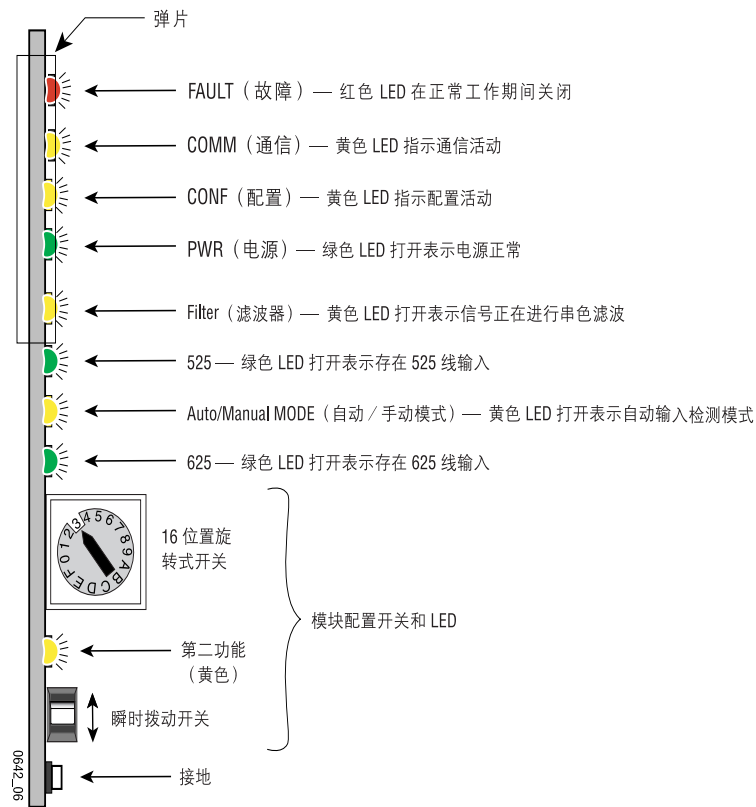 弹片
FAULT（故障）— 红色 LED 在正常工作期间关闭
COMM（通信）— 黄色 LED 指示通信活动
CONF（配置）— 黄色 LED 指示配置活动
PWR（电源）— 绿色 LED 打开表示电源正常
Filter（滤波器）— 黄色 LED 打开表示信号正在进行串色滤波
525 — 绿色 LED 打开表示存在 525 线输入
Auto/Manual MODE（自动／手动模式）— 黄色 LED 打开表示自动输入检测模式
625 — 绿色 LED 打开表示存在 625 线输入
0123456789ABCDEF
16 位置旋
转式开关
模块配置开关和 LED
第二功能
（黄色）
瞬时拨动开关
接地
0642_06